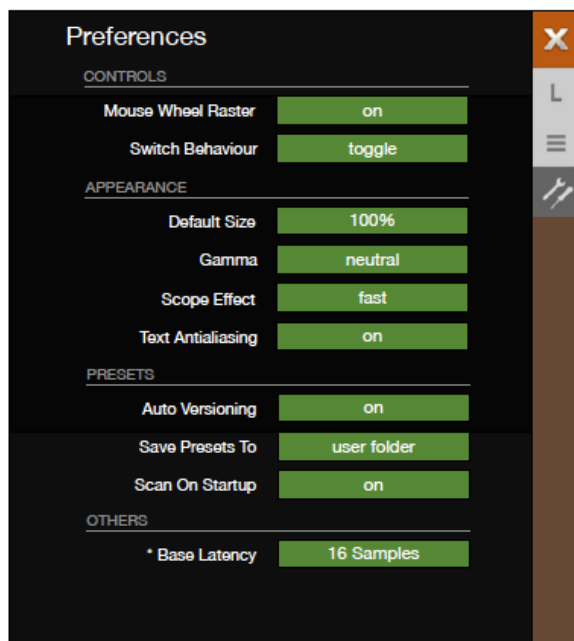 Preferences
X
CONTROLS
L
Mouse Wheel Raster on
Switch Behaviour toggle
APPEARANCE
Default Size 100%
Gamma neutral
Scope Effect fast
Text Antialiasing on
PRESETS
Auto Versioning on
Save Presets To user folder
Scan On Startup on
OTHERS
* Base Latency 16 Samples